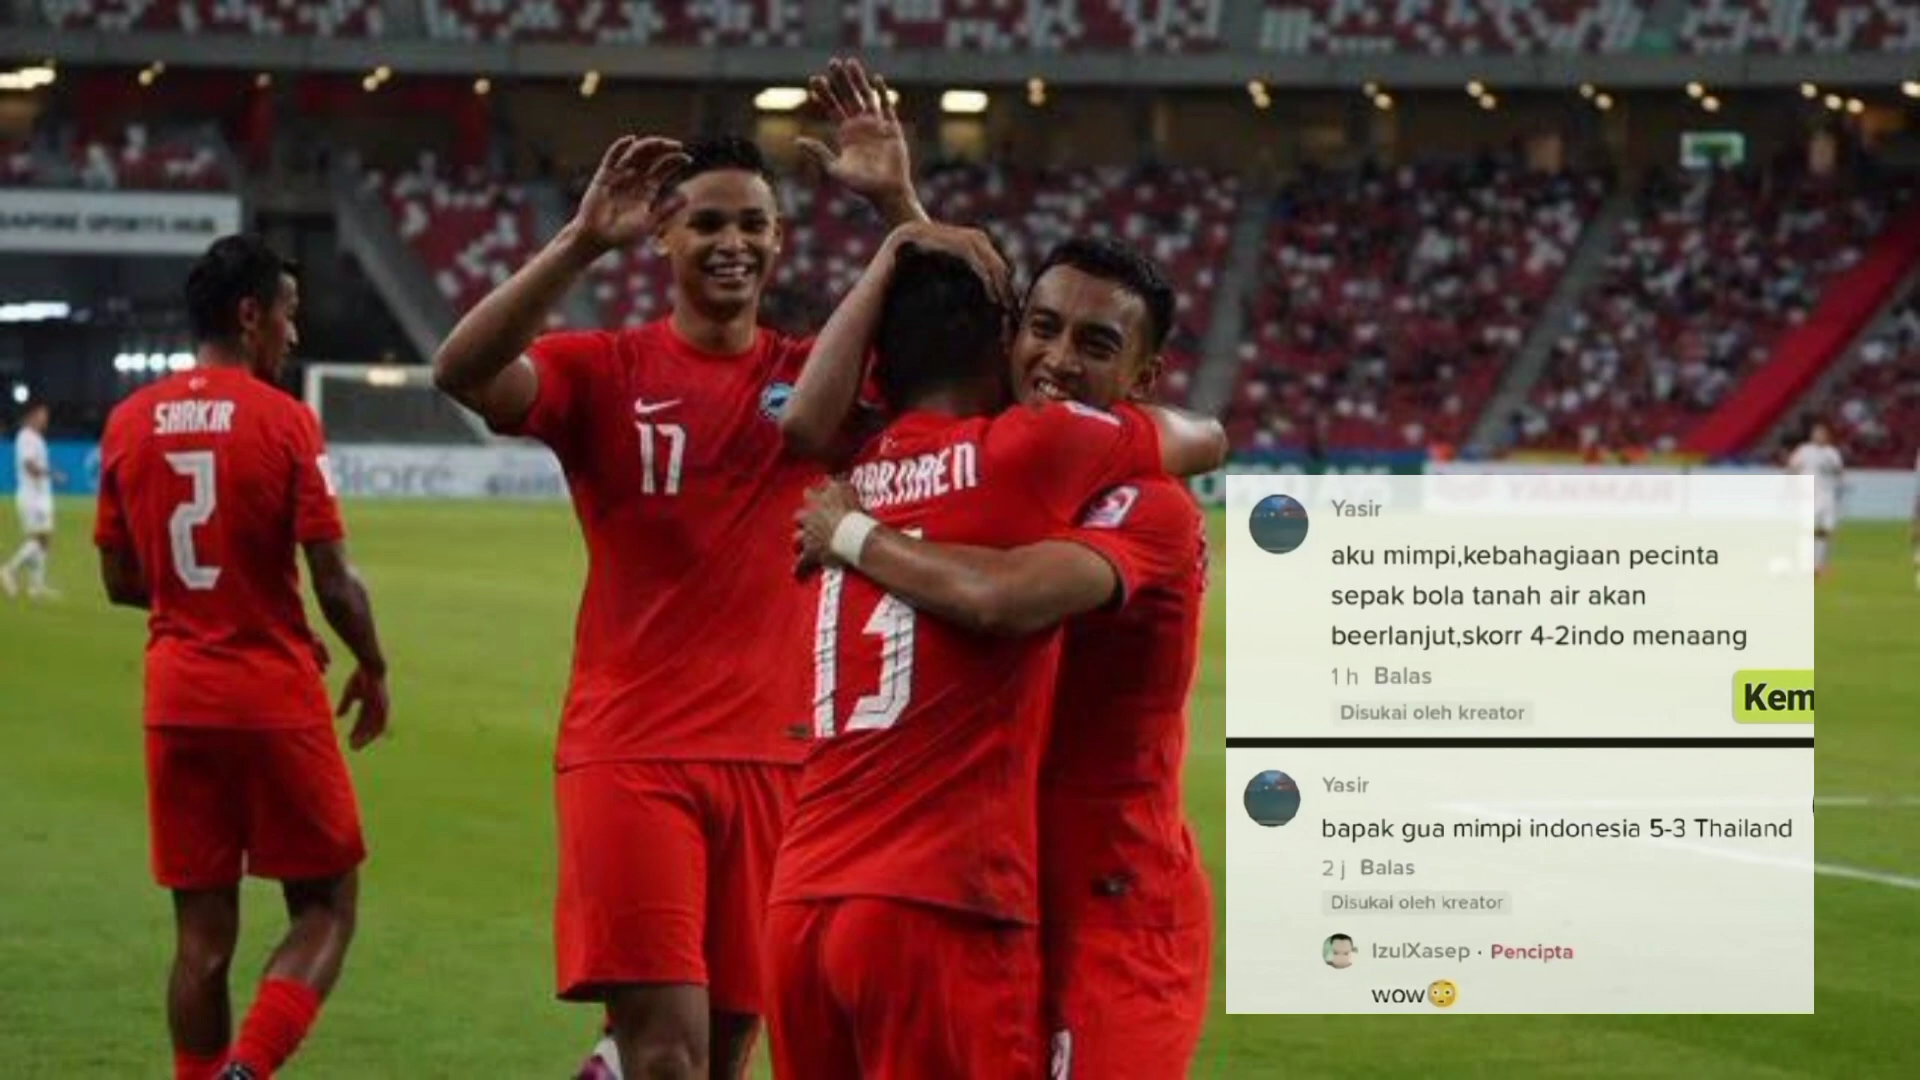 SHAKIR
2
17
13
YANMAR
Yasir
aku mimpi,kebahagiaan pecinta
sepak bola tanah air akan
beerlanjut,skorr 4-2indo menaang
1 h Balas
Disukai oleh kreator
Kem
Yasir
bapak gua mimpi indonesia 5-3 Thailand
2 j Balas
Disukai oleh kreator
IzulXasep · Pencipta
wow😳